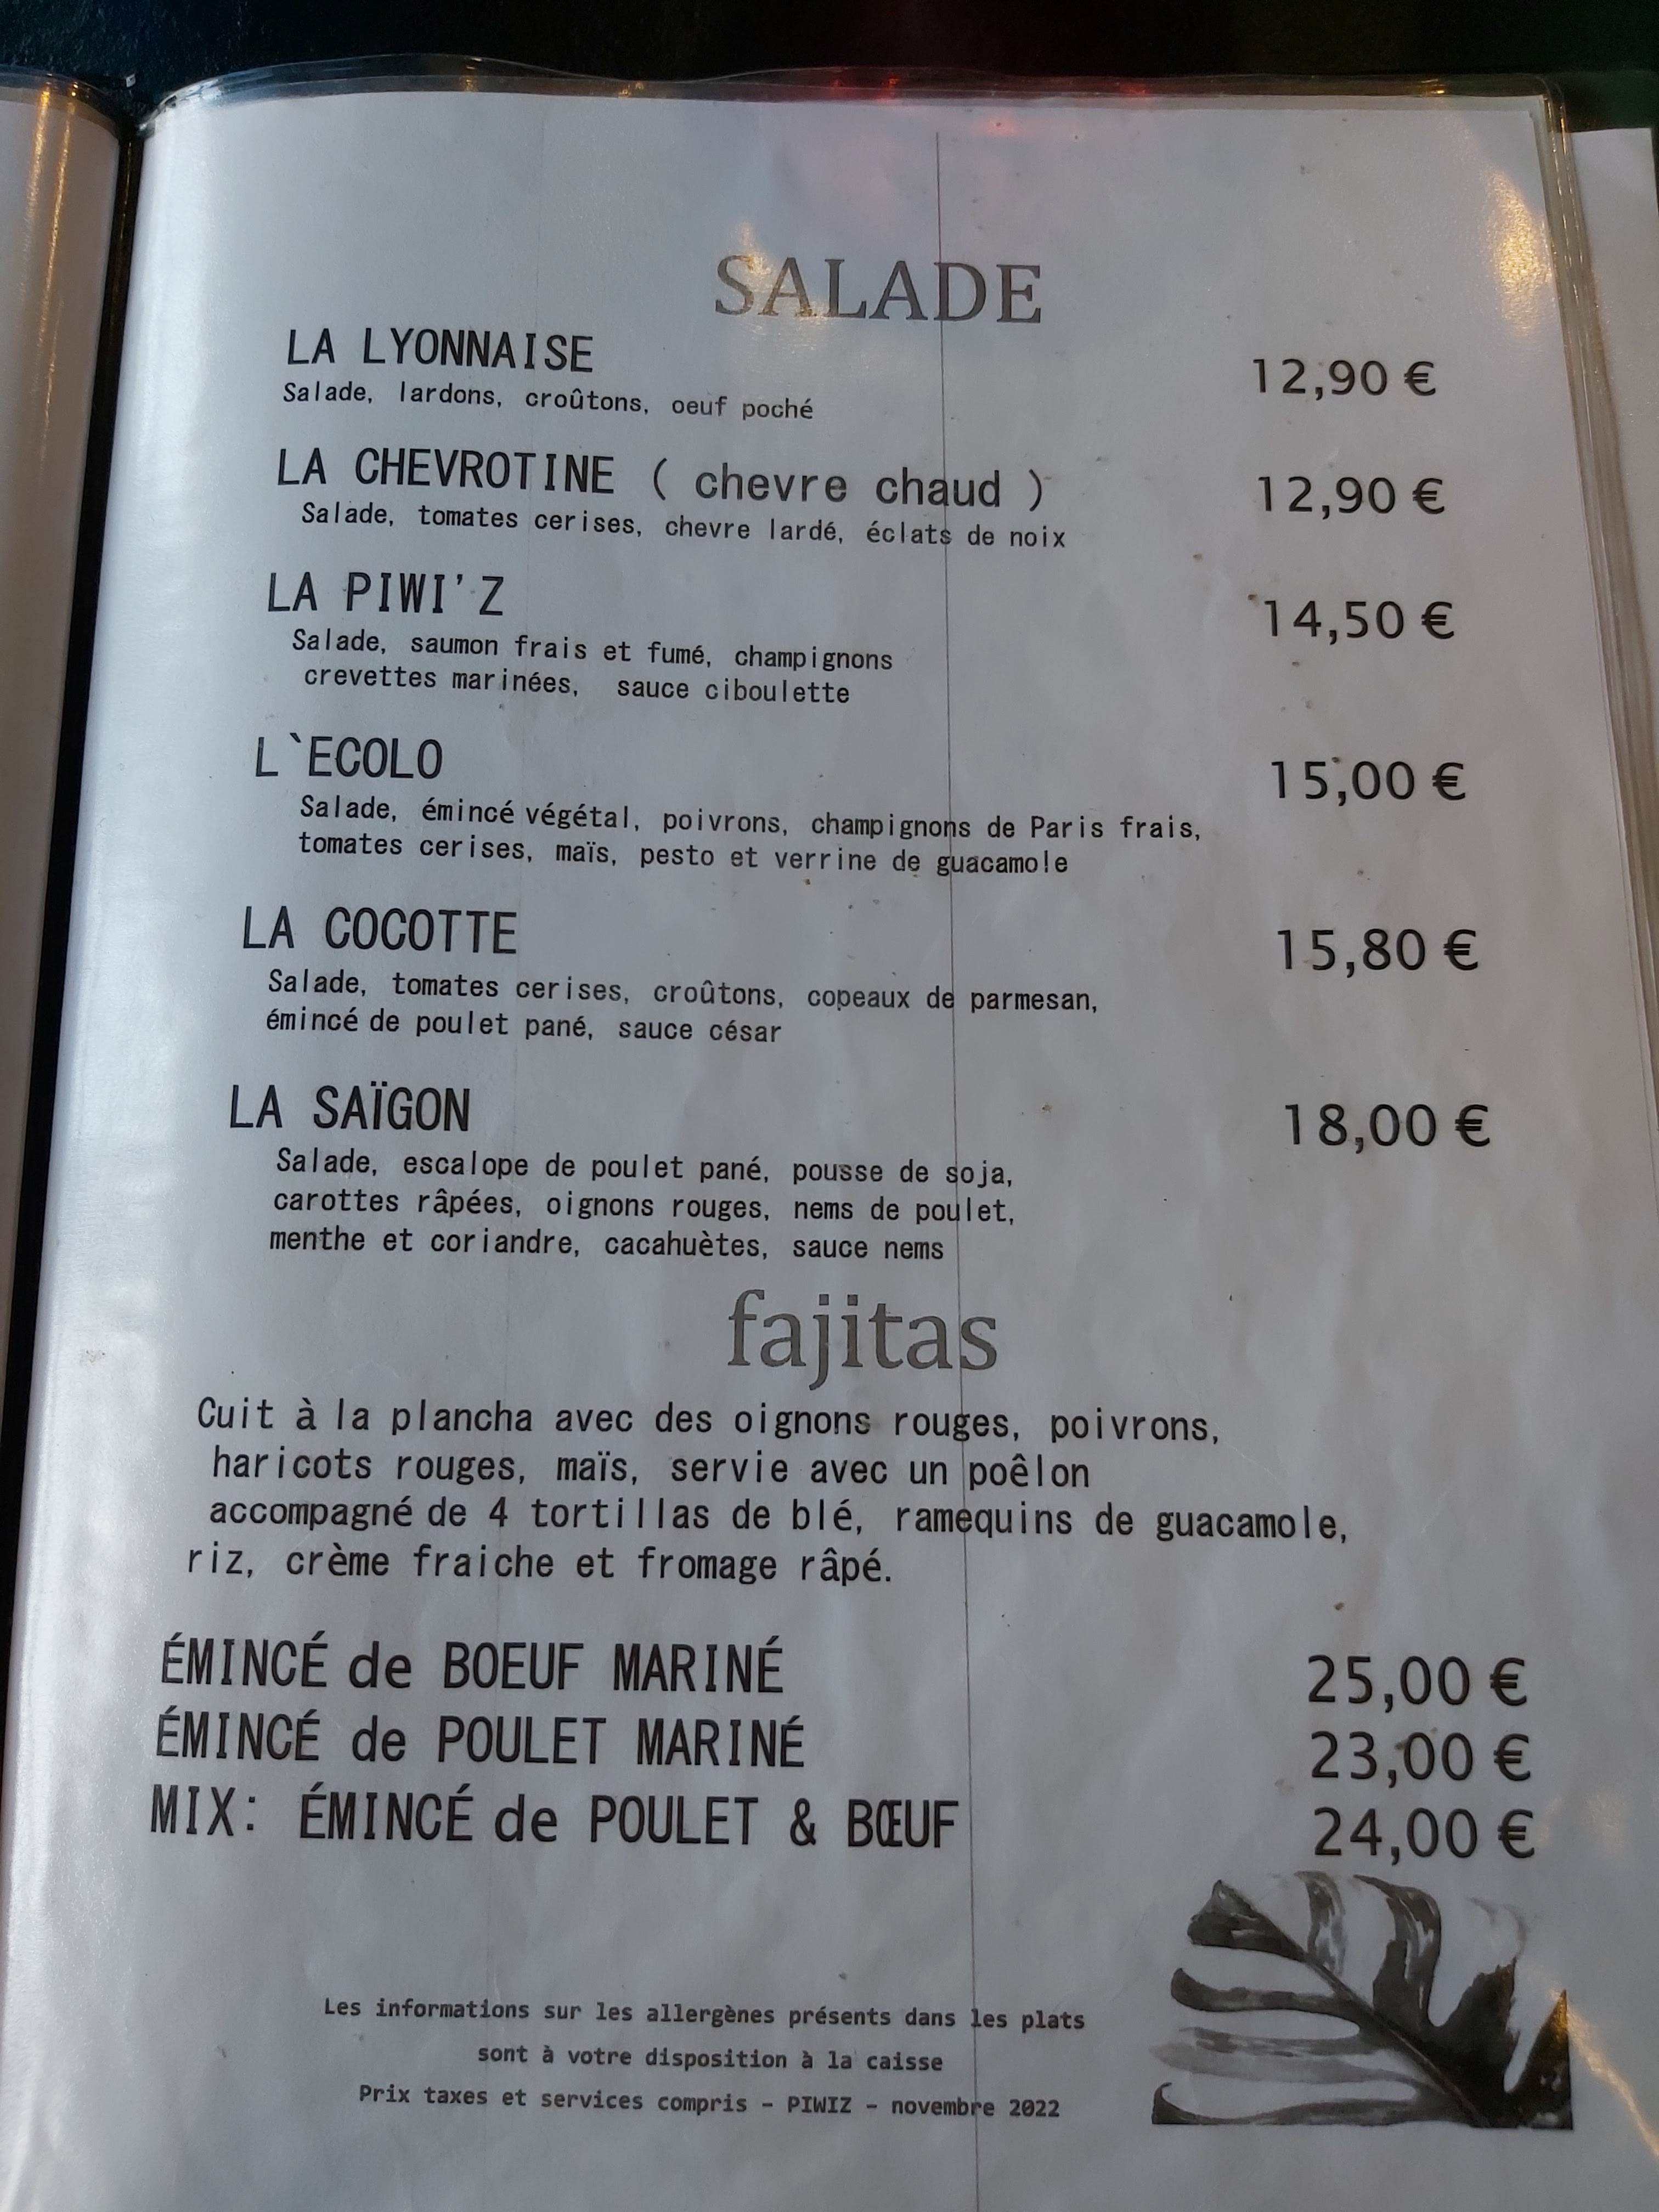 SALADE
LA LYONNAISE 12,90 €
Salade, lardons, croûtons, oeuf poché
LA CHEVROTINE ( chevre chaud ) 12,90 €
Salade, tomates cerises, chevre lardé, éclats de noix
LA PIWI'Z 14,50 €
Salade, saumon frais et fumé, champignons
crevettes marinées, sauce ciboulette
L`ECOLO 15,00 €
Salade, émincé végétal, poivrons, champignons de Paris frais,
tomates cerises, maïs, pesto et verrine de guacamole
LA COCOTTE 15,80 €
Salade, tomates cerises, croûtons, copeaux de parmesan,
émincé de poulet pané, sauce césar
LA SAÏGON 18,00 €
Salade, escalope de poulet pané, pousse de soja,
carottes râpées, oignons rouges, nems de poulet,
menthe et coriandre, cacahuètes, sauce nems
fajitas
Cuit à la plancha avec des oignons rouges, poivrons,
haricots rouges, maïs, servie avec un poêlon
accompagné de 4 tortillas de blé, ramequins de guacamole,
riz, crème fraiche et fromage râpé.
ÉMINCÉ de BOEUF MARINÉ 25,00 €
ÉMINCÉ de POULET MARINÉ 23,00 €
MIX: ÉMINCÉ de POULET & BŒUF 24,00 €
Les informations sur les allergènes présents dans les plats
sont à votre disposition à la caisse
Prix taxes et services compris - PIWIZ - novembre 2022